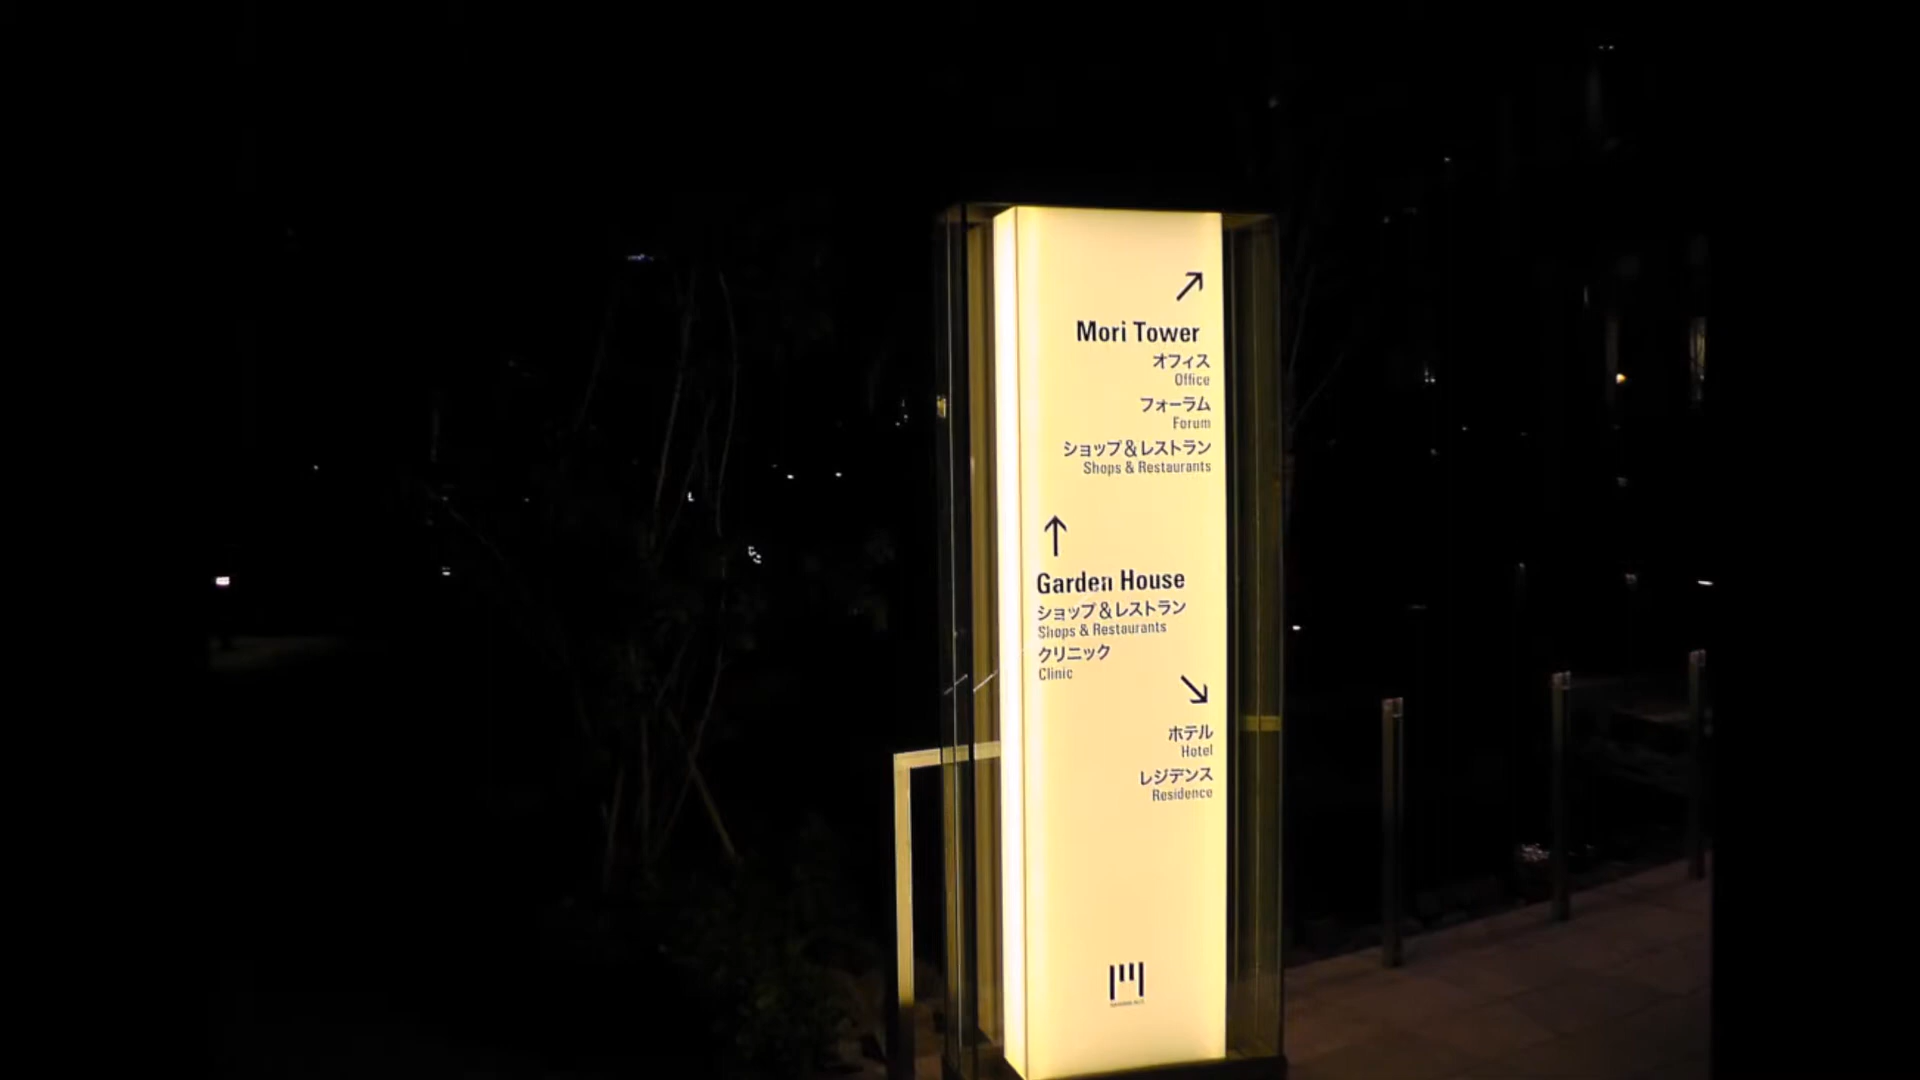 Mori Tower
オフィス
Office
フォーラム
Forum
ショップ&レストラン
Shops & Restaurants
Garden House
ショップ&レストラン
Shops & Restaurants
クリニック
Clinic
ホテル
Hotel
レジデンス
Residence